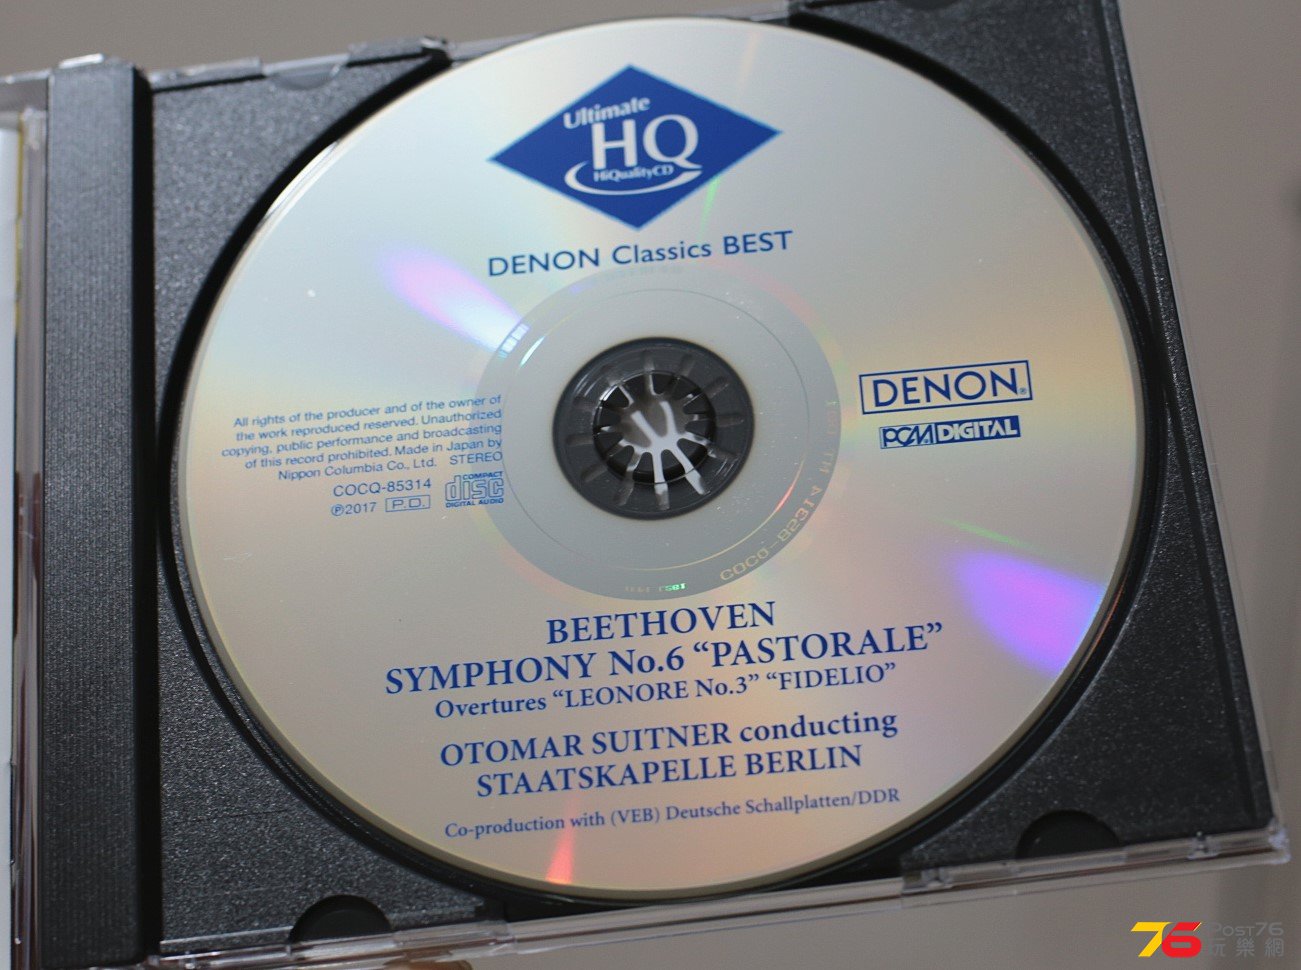 Ultimate
HQ
HiQualityCD
DENON Classics BEST
All rights of the producer and of the owner of
the work reproduced reserved. Unauthorized
copying, public performance and broadcasting
of this record prohibited. Made in Japan by
Nippon Columbia Co., Ltd. STEREO
COCQ-85314
℗2017 P.D.
COMPACT
disc
DIGITAL AUDIO
DENON®
PCM DIGITAL
BEETHOVEN
SYMPHONY No.6 “PASTORALE”
Overtures “LEONORE No.3” “FIDELIO”
OTOMAR SUITNER conducting
STAATSKAPELLE BERLIN
Co-production with (VEB) Deutsche Schallplatten/DDR
76 Post76
玩樂網